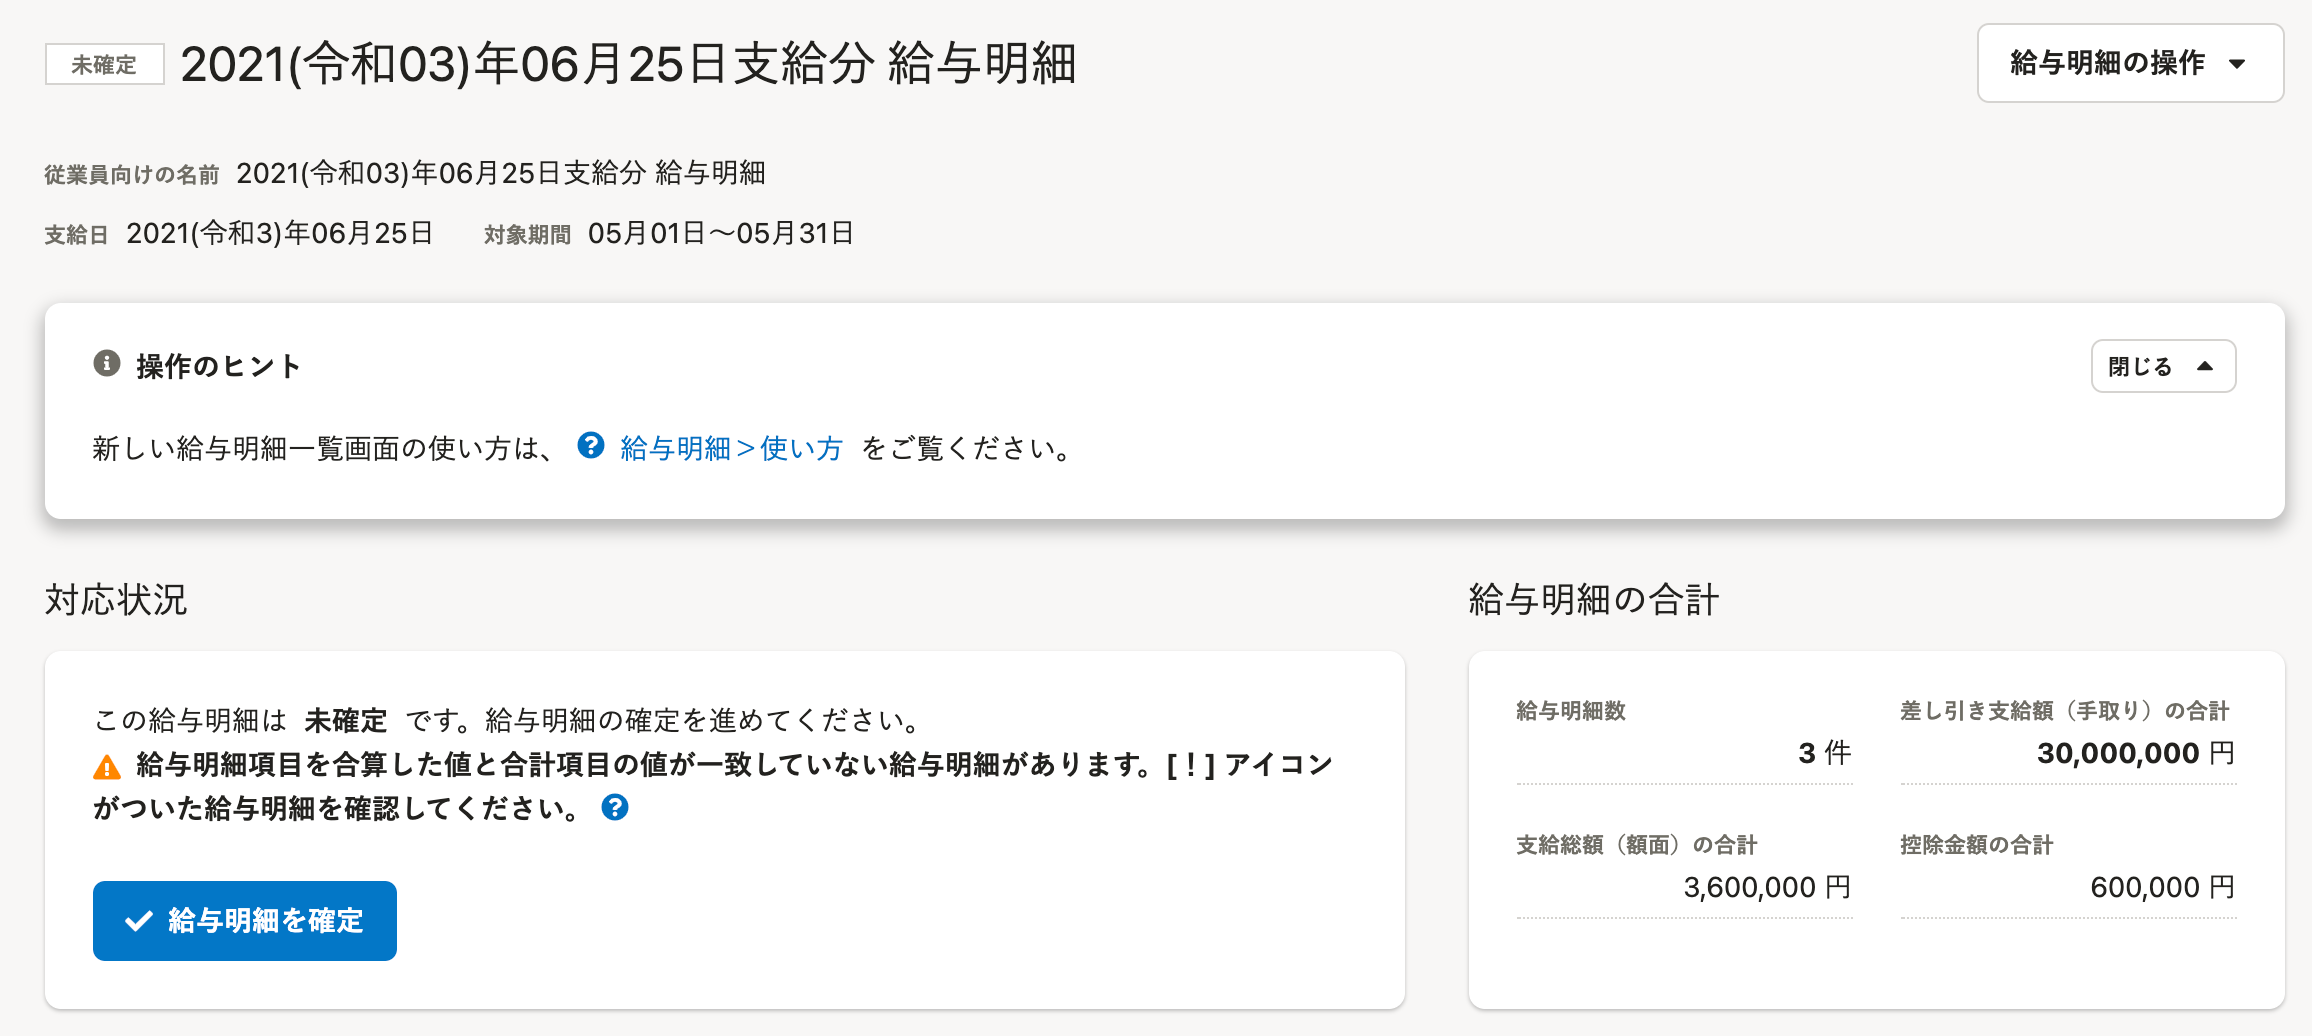 未確定 2021(令和03)年06月25日支給分 給与明細
給与明細の操作
従業員向けの名前 2021(令和03)年06月25日支給分 給与明細
支給日 2021(令和3)年06月25日 対象期間 05月01日〜05月31日
操作のヒント
閉じる
新しい給与明細一覧画面の使い方は、 給与明細＞使い方 をご覧ください。
対応状況
この給与明細は 未確定 です。給与明細の確定を進めてください。
給与明細項目を合算した値と合計項目の値が一致していない給与明細があります。[ ! ] アイコン
がついた給与明細を確認してください。
給与明細を確定
給与明細の合計
給与明細数
3 件
差し引き支給額（手取り）の合計
30,000,000 円
支給総額（額面）の合計
3,600,000 円
控除金額の合計
600,000 円